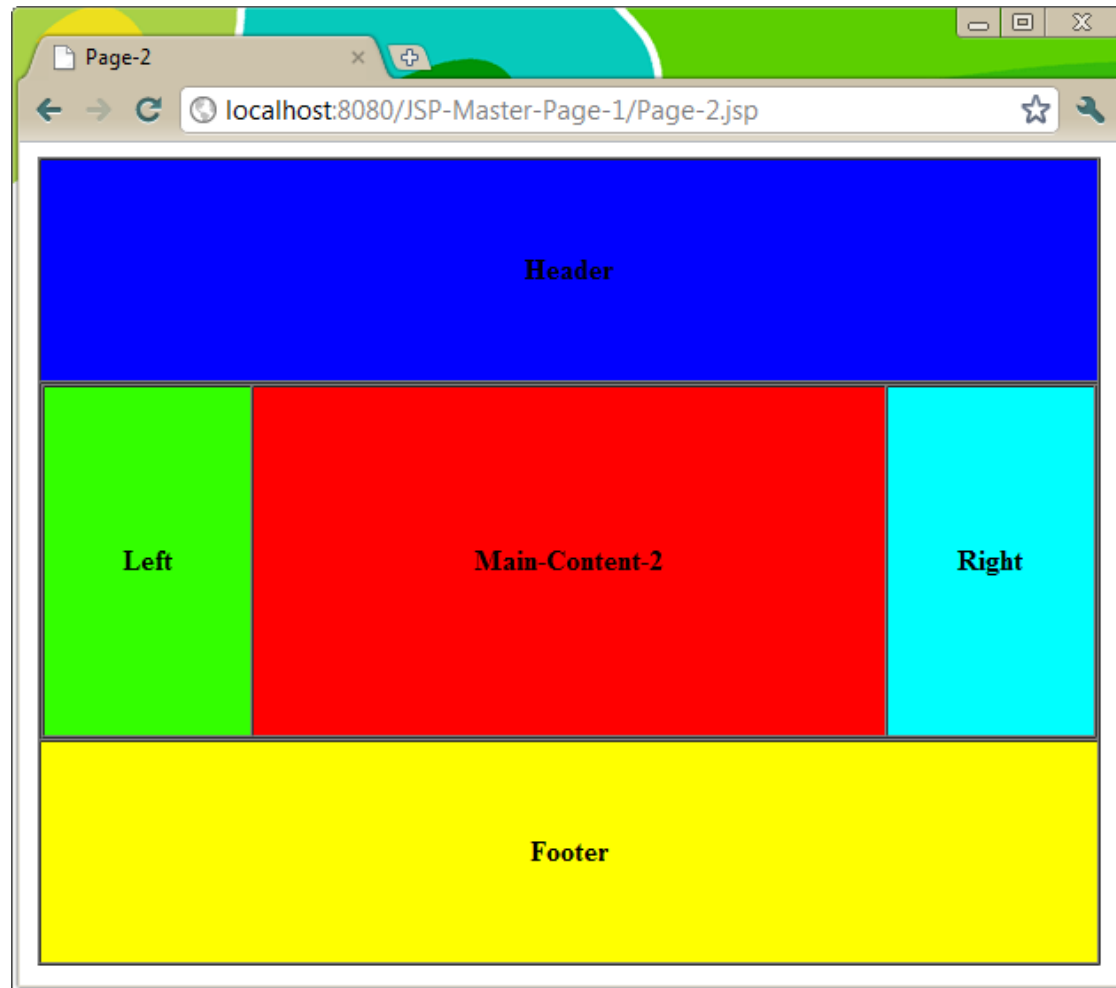 Page-2
localhost:8080/JSP-Master-Page-1/Page-2.jsp
Header
Left Main-Content-2 Right
Footer